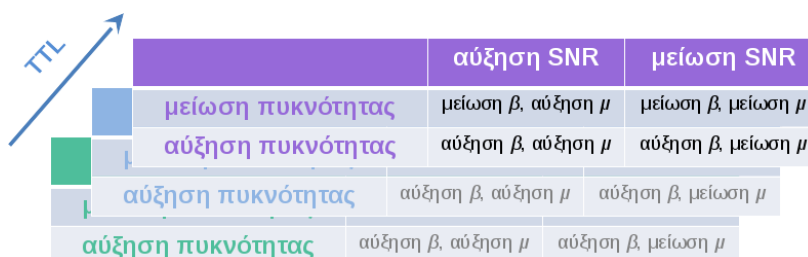 TTL
αύξηση SNR μείωση SNR
μείωση πυκνότητας μείωση β, αύξηση μ μείωση β, μείωση μ
αύξηση πυκνότητας αύξηση β, αύξηση μ αύξηση β, μείωση μ
αύξηση πυκνότητας αύξηση β, αύξηση μ αύξηση β, μείωση μ
αύξηση πυκνότητας αύξηση β, αύξηση μ αύξηση β, μείωση μ